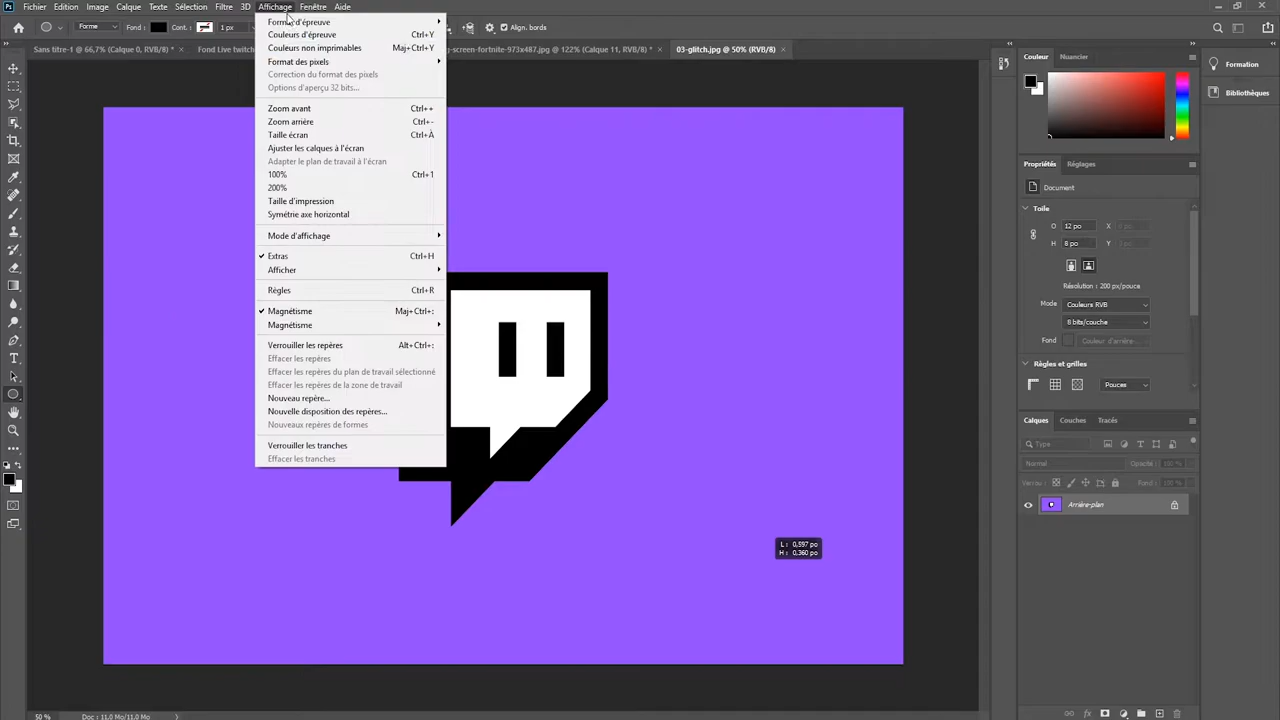 Ps Fichier Edition Image Calque Texte Sélection Filtre 3D Affichage Fenêtre Aide
Forme Fond : Cont. : 1 px Align. bords
Sans titre-1 @ 66,7% (Calque 0, RVB/8) * × Fond Live twitch -screen-fortnite-973x487.jpg @ 122% (Calque 11, RVB/8) * × 03-glitch.jpg @ 50% (RVB/8) ×
Format d'épreuve
Couleurs d'épreuve Ctrl+Y
Couleurs non imprimables Maj+Ctrl+Y
Format des pixels
Correction du format des pixels
Options d'aperçu 32 bits...
Zoom avant Ctrl++
Zoom arrière Ctrl+-
Taille écran Ctrl+À
Ajuster les calques à l'écran
Adapter le plan de travail à l'écran
100% Ctrl+1
200%
Taille d'impression
Symétrie axe horizontal
Mode d'affichage
Extras Ctrl+H
Afficher
Règles Ctrl+R
Magnétisme Maj+Ctrl+:
Magnétisme
Verrouiller les repères Alt+Ctrl+:
Effacer les repères
Effacer les repères du plan de travail sélectionné
Effacer les repères de la zone de travail
Nouveau repère...
Nouvelle disposition des repères...
Nouveaux repères de formes
Verrouiller les tranches
Effacer les tranches
L : 0,597 po
H : 0,360 po
Couleur Nuancier
Formation
Bibliothèques
Propriétés Réglages
Document
Toile
O 12 po X
H 8 po Y
Résolution : 200 px/pouce
Mode Couleurs RVB
8 bits/couche
Fond Couleur d'arrière-
Règles et grilles
Pouces
Calques Couches Tracés
Type
Normal Opacité : 100 %
Verrou : Fond : 100 %
Arrière-plan
50 % Doc : 11,0 Mo/11,0 Mo